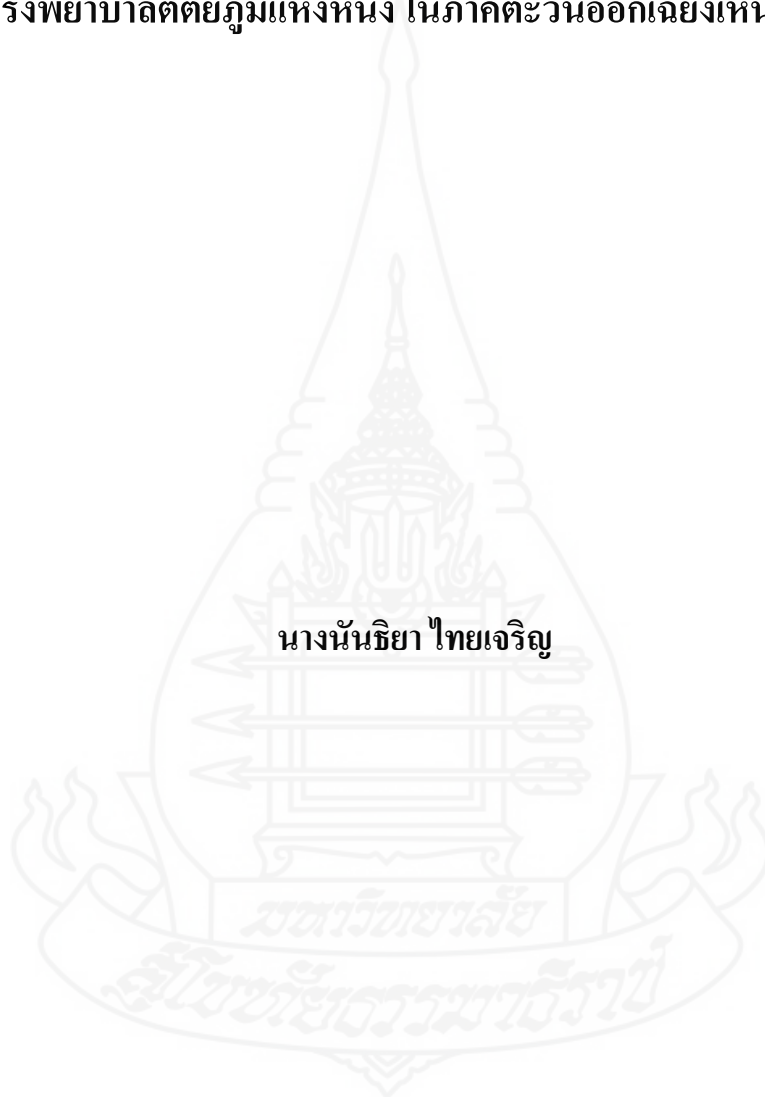 รงพยาบาลตติยภูมิแห่งหนึ่ง ในภาคตะวันออกเฉียงเหน
นางนันธิยา ไทยเจริญ
มหาวิทยาลัย
สุโขทัยธรรมาธิราช